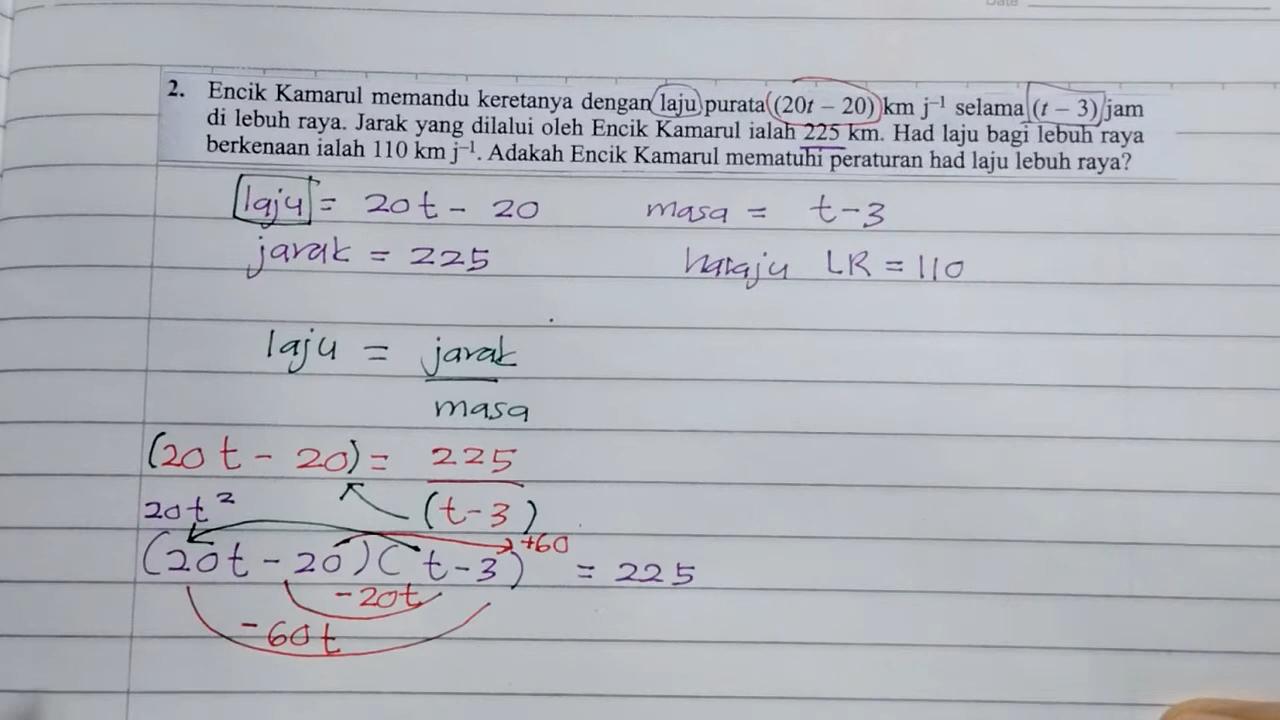 Date
2. Encik Kamarul memandu keretanya dengan laju purata (20t − 20) km j⁻¹ selama (t − 3) jam
di lebuh raya. Jarak yang dilalui oleh Encik Kamarul ialah 225 km. Had laju bagi lebuh raya
berkenaan ialah 110 km j⁻¹. Adakah Encik Kamarul mematuhi peraturan had laju lebuh raya?
laju = 20t - 20 masa = t-3
jarak = 225 LR = 110
laju = jarak
masa
(20t - 20) = 225
20t² (t-3)
+60
(20t - 20)(t-3) = 225
-20t
-60t